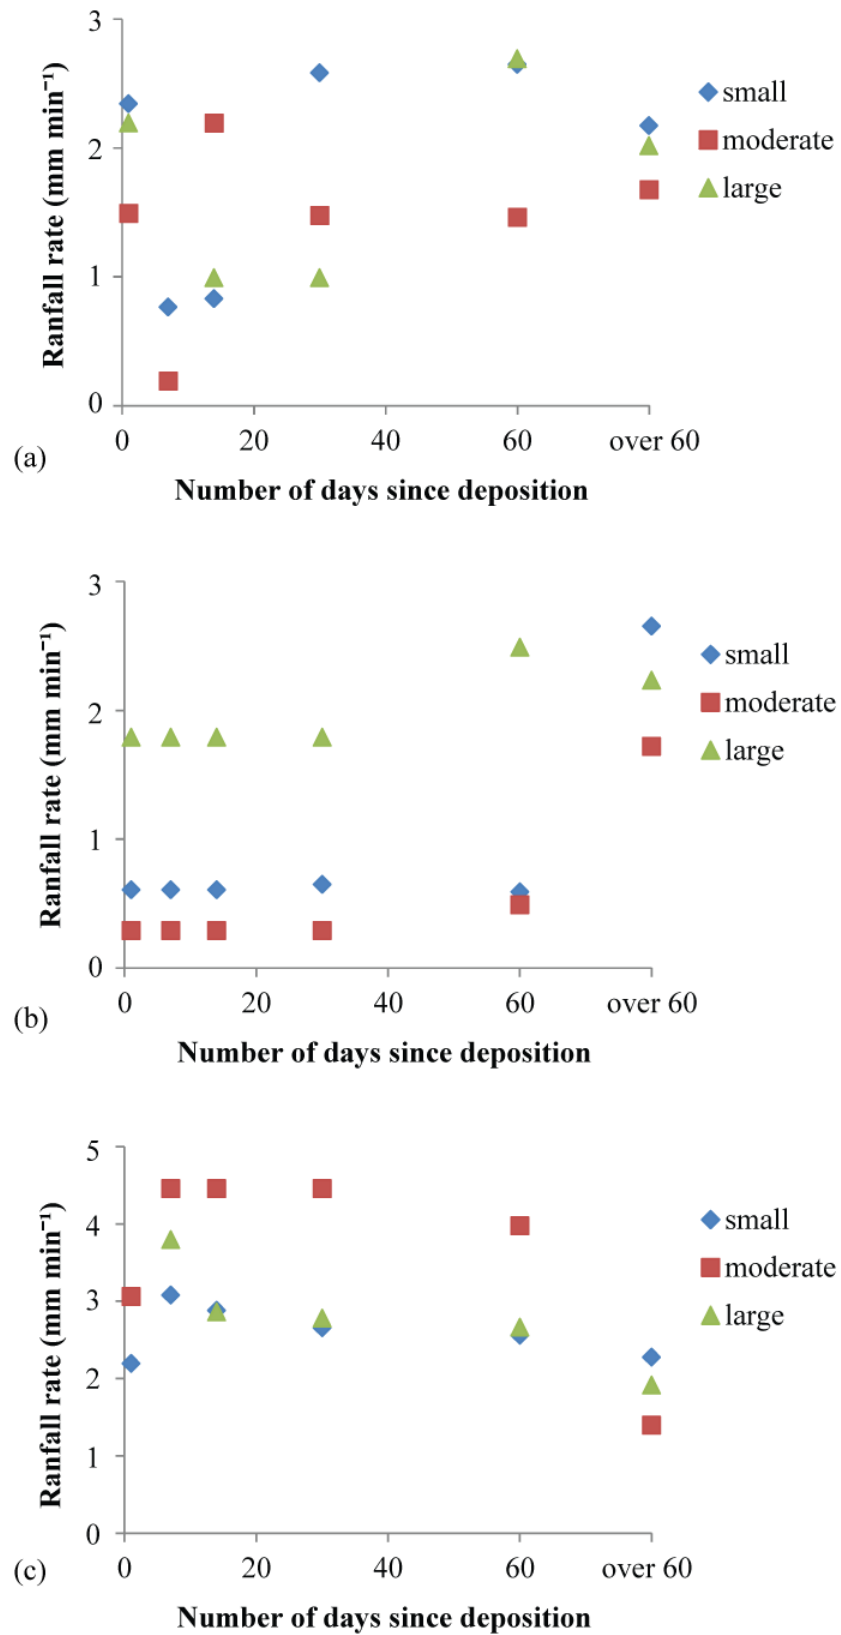 3
2
1
0
Ranfall rate (mm min⁻¹)
small
moderate
large
0 20 40 60 over 60
(a)
Number of days since deposition
3
2
1
0
Ranfall rate (mm min⁻¹)
small
moderate
large
0 20 40 60 over 60
(b)
Number of days since deposition
5
4
3
2
1
0
Ranfall rate (mm min⁻¹)
small
moderate
large
0 20 40 60 over 60
(c)
Number of days since deposition